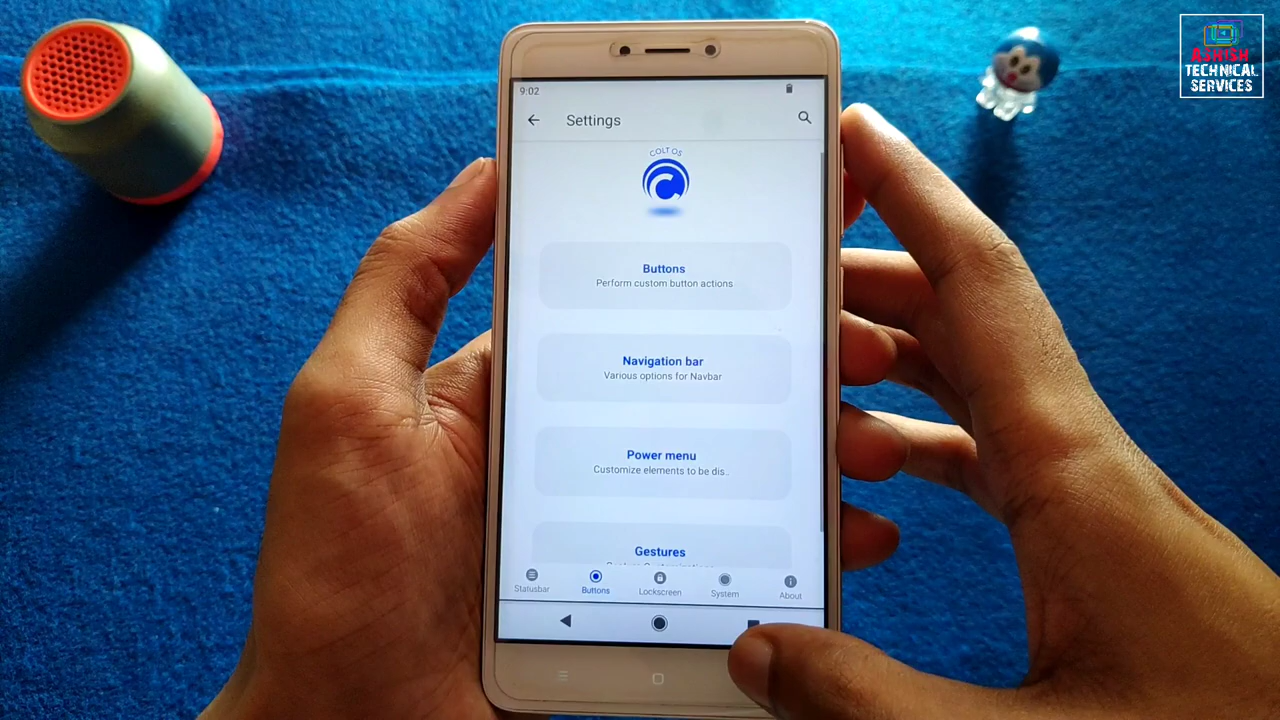 9:02
Settings
COLT OS
Buttons
Perform custom button actions
Navigation bar
Various options for Navbar
Power menu
Customize elements to be dis..
Gestures
Statusbar
Buttons
Lockscreen
System
About
ASHISH
TECHNICAL
SERVICES